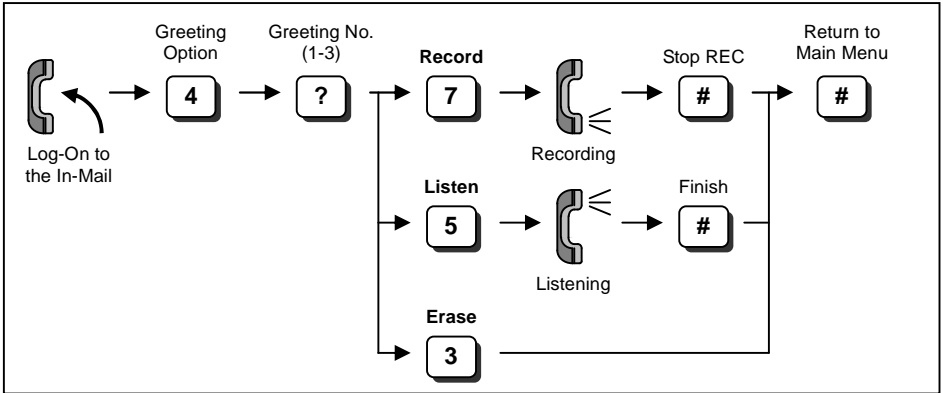 Greeting
Option
Greeting No.
(1-3)
Record
Stop REC
Return to
Main Menu
4
?
7
#
#
Log-On to
the In-Mail
Recording
Listen
Finish
5
#
Listening
Erase
3